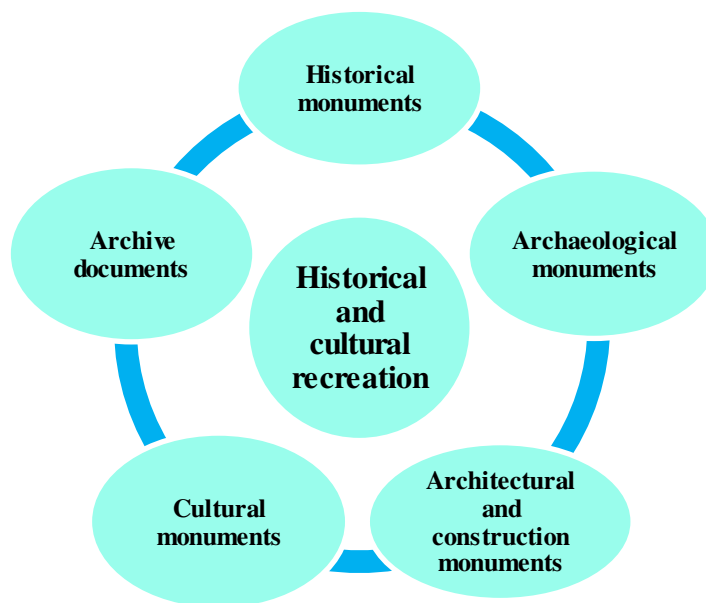 Historical
monuments
Archaeological
monuments
Architectural
and
construction
monuments
Cultural
monuments
Archive
documents
Historical
and
cultural
recreation